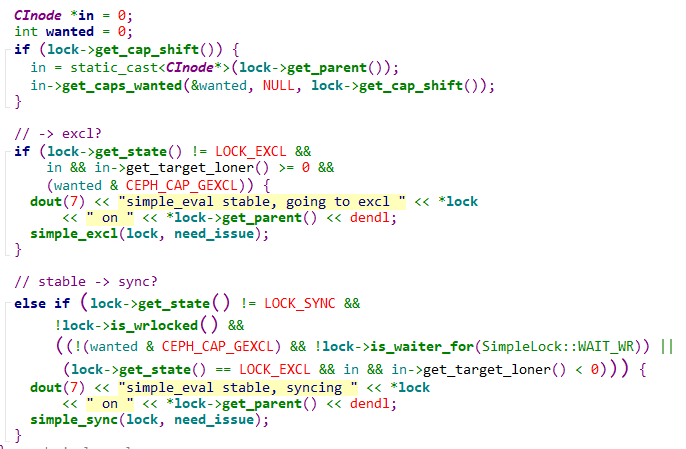 CInode *in = 0;
int wanted = 0;
if (lock->get_cap_shift()) {
in = static_cast<CInode*>(lock->get_parent());
in->get_caps_wanted(&wanted, NULL, lock->get_cap_shift());
}
// -> excl?
if (lock->get_state() != LOCK_EXCL &&
in && in->get_target_loner() >= 0 &&
(wanted & CEPH_CAP_GEXCL)) {
dout(7) << "simple_eval stable, going to excl " << *lock
<< " on " << *lock->get_parent() << dendl;
simple_excl(lock, need_issue);
}
// stable -> sync?
else if (lock->get_state() != LOCK_SYNC &&
!lock->is_wrlocked() &&
((!(wanted & CEPH_CAP_GEXCL) && !lock->is_waiter_for(SimpleLock::WAIT_WR)) ||
(lock->get_state() == LOCK_EXCL && in && in->get_target_loner() < 0))) {
dout(7) << "simple_eval stable, syncing " << *lock
<< " on " << *lock->get_parent() << dendl;
simple_sync(lock, need_issue);
}